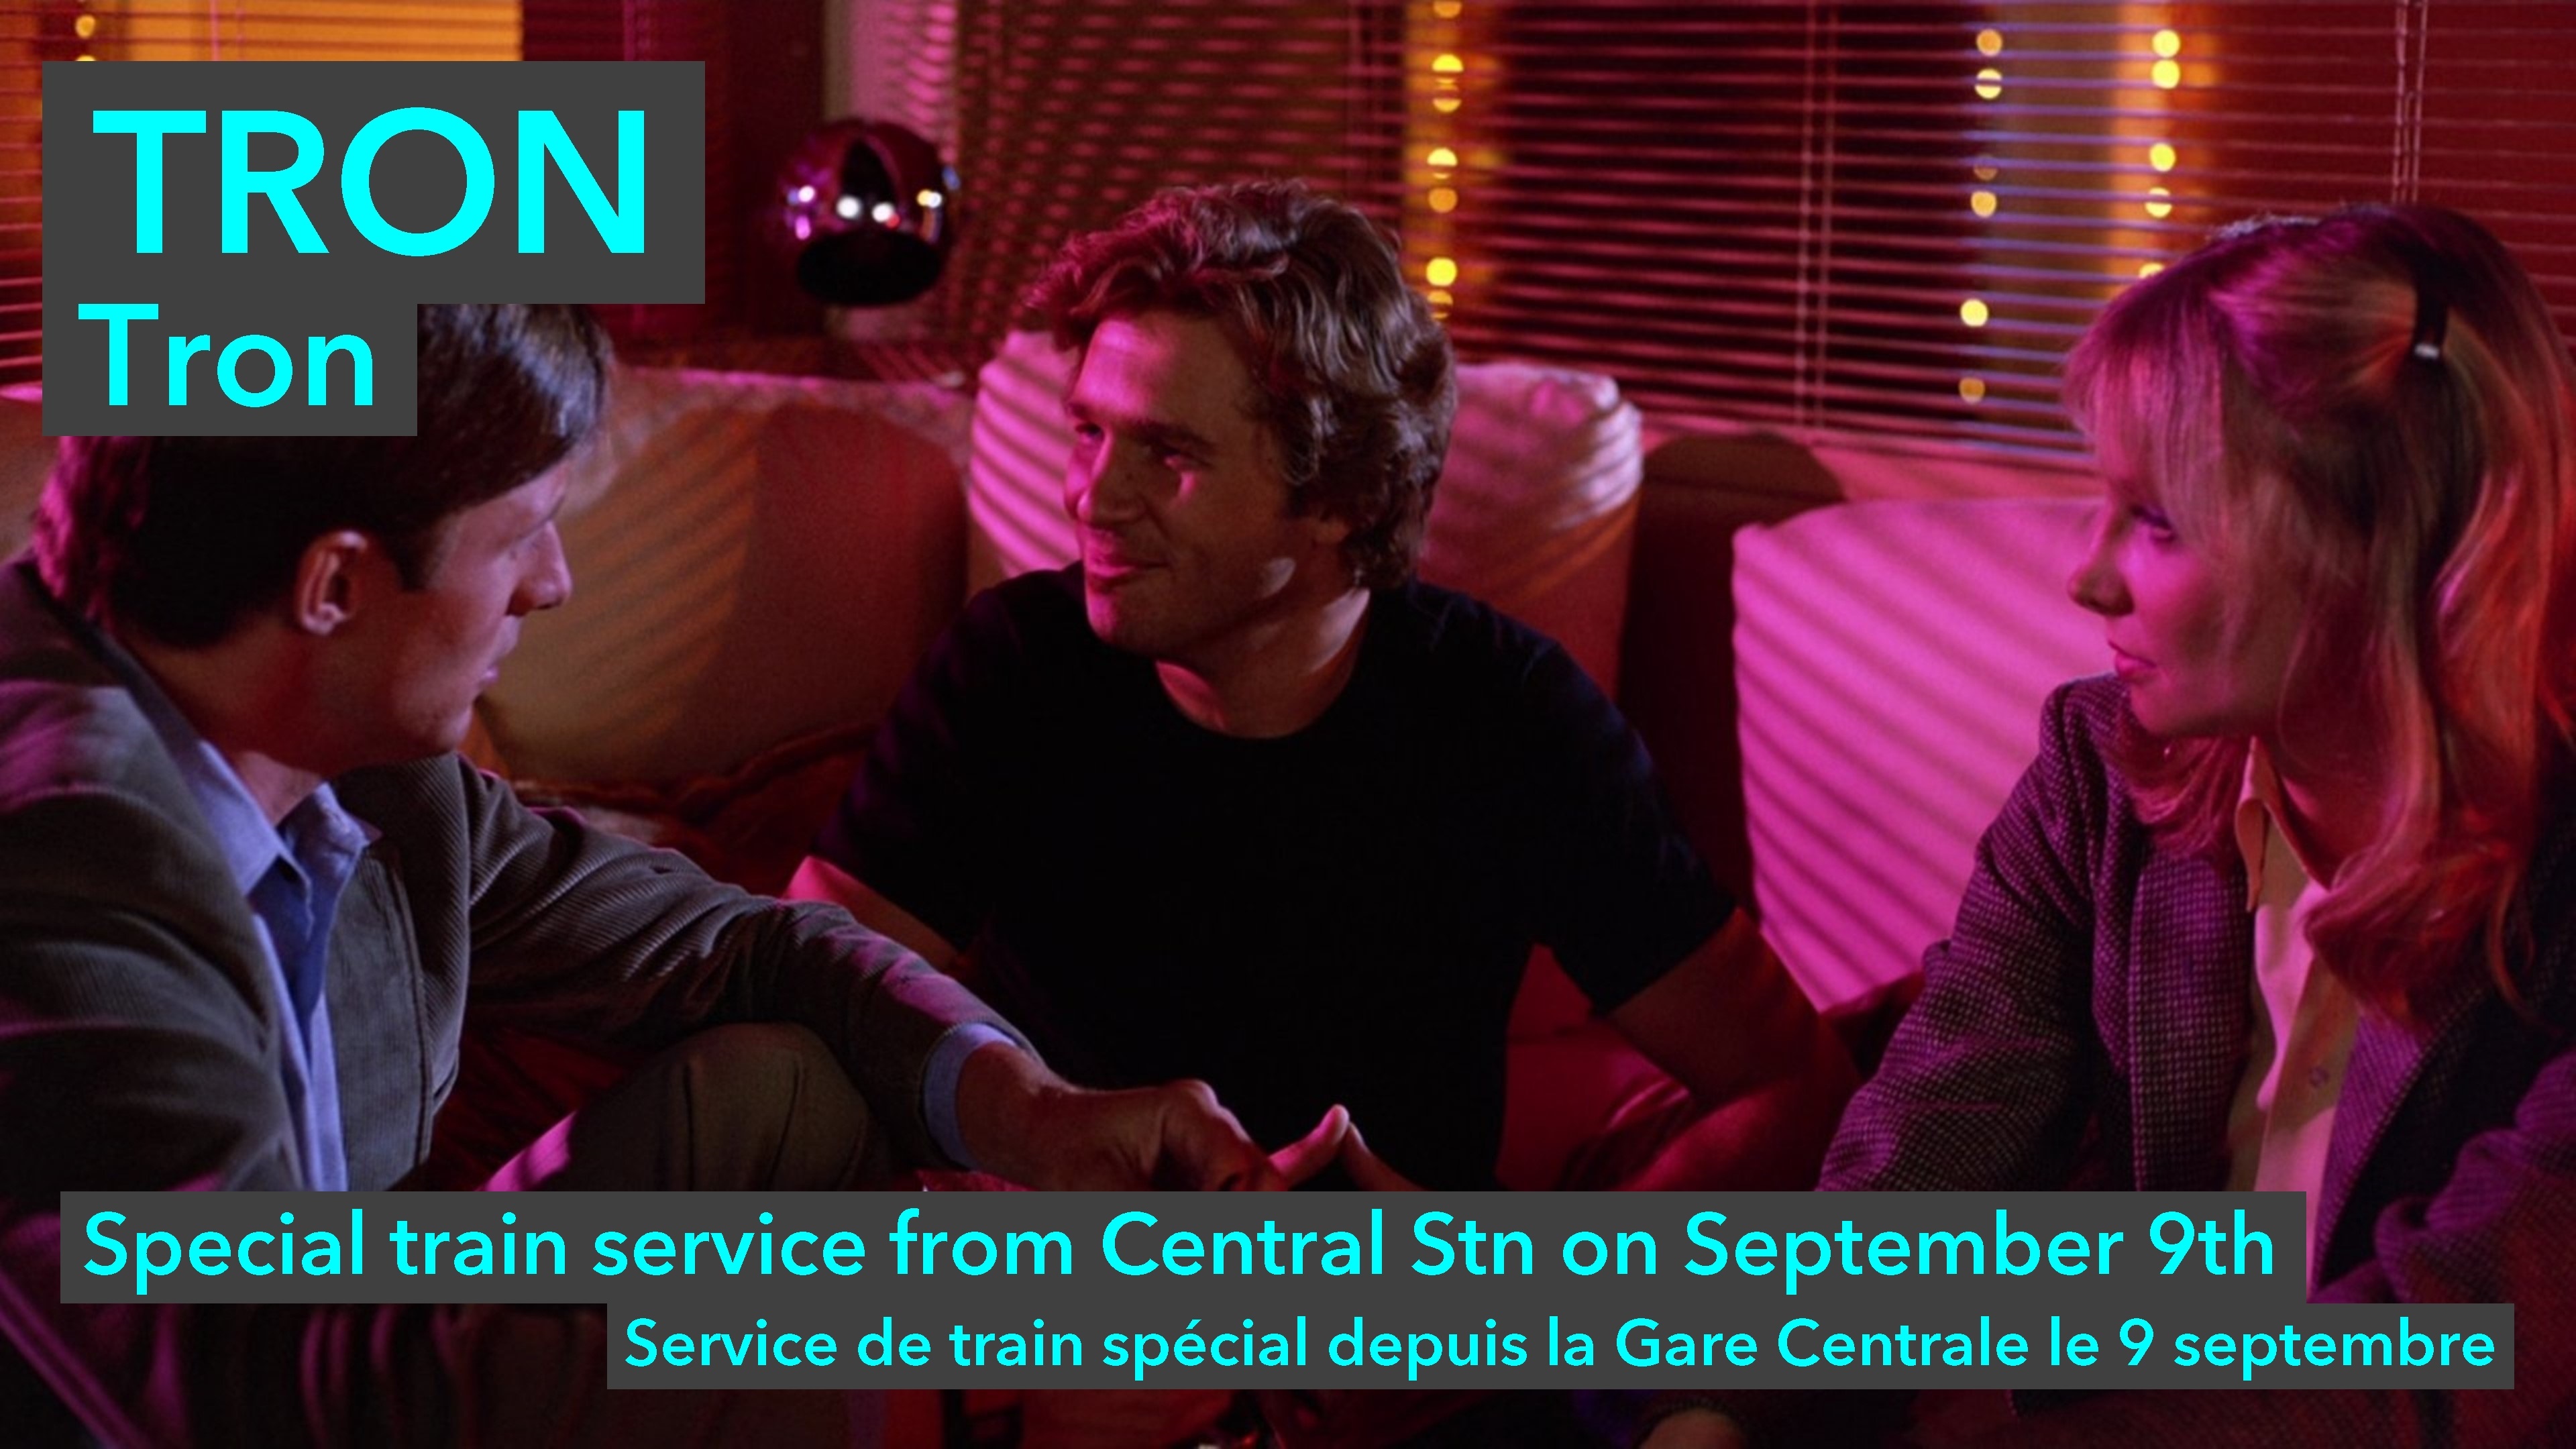 TRON
Tron
Special train service from Central Stn on September 9th
Service de train spécial depuis la Gare Centrale le 9 septembre